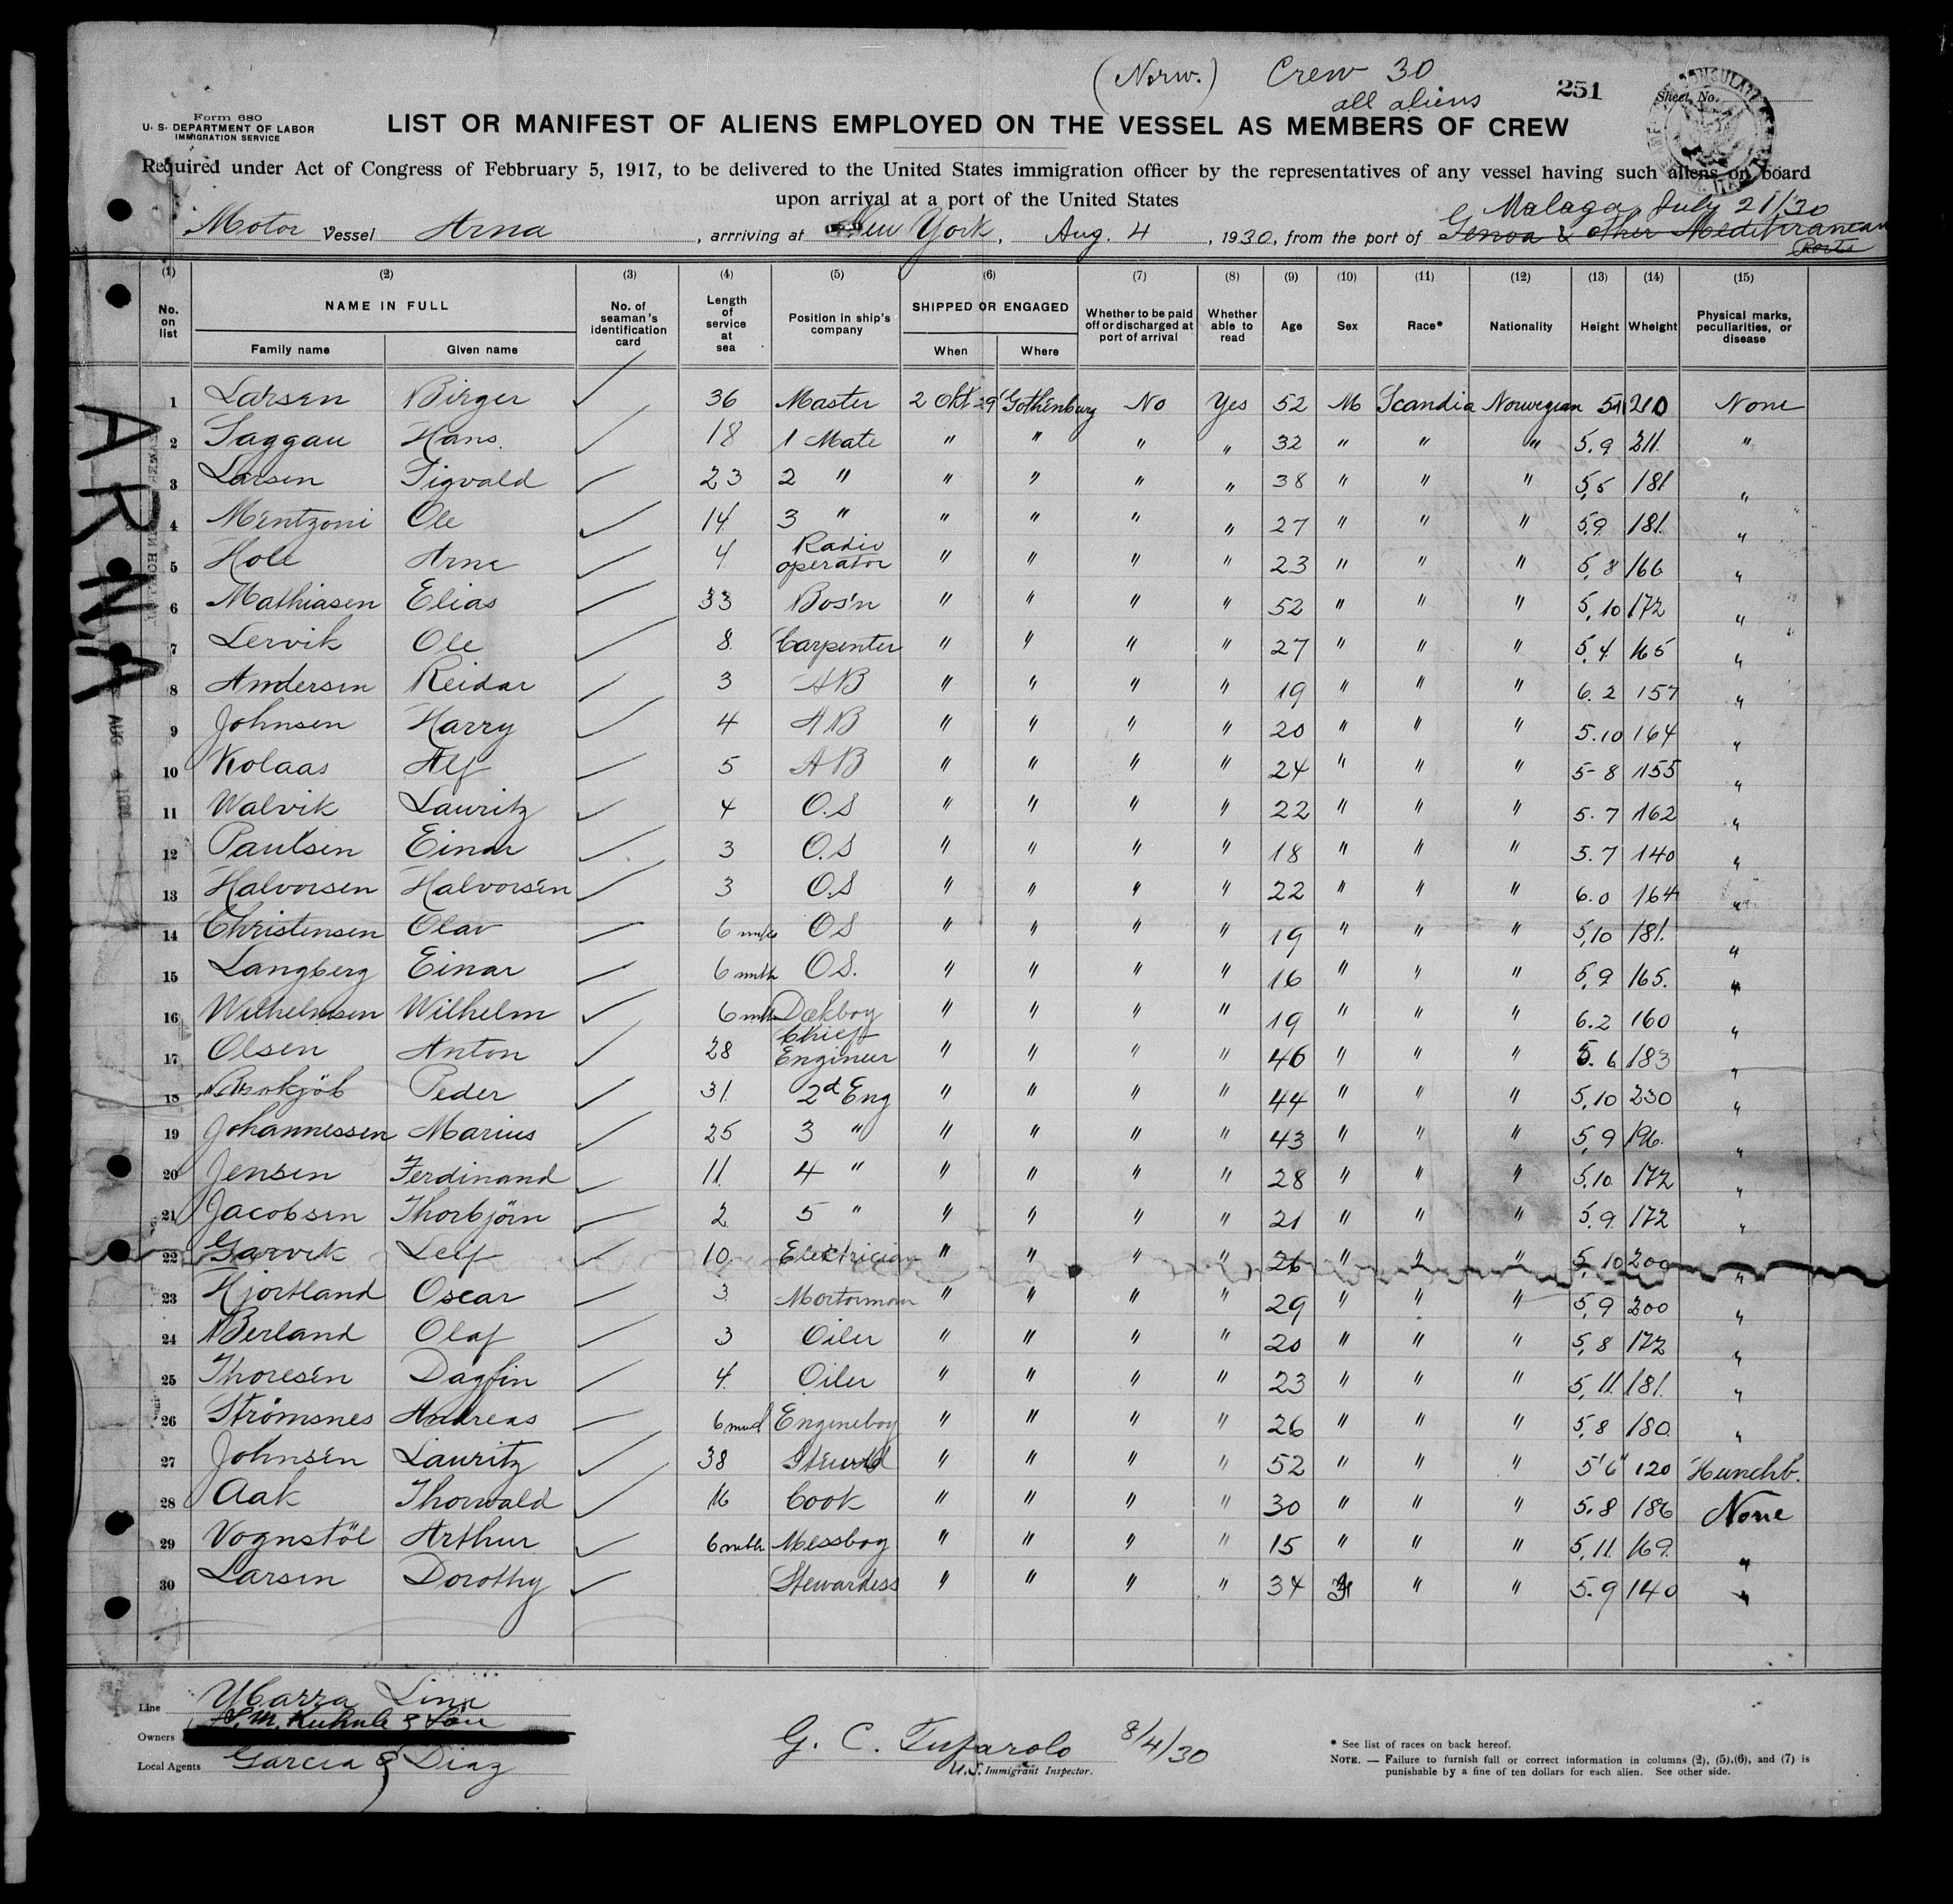 (Norw.) Crew 30
all aliens
251
Sheet No.
Form 680
U. S. DEPARTMENT OF LABOR
IMMIGRATION SERVICE
LIST OR MANIFEST OF ALIENS EMPLOYED ON THE VESSEL AS MEMBERS OF CREW
Required under Act of Congress of Febbruary 5, 1917, to be delivered to the United States immigration officer by the representatives of any vessel having such aliens on board
upon arrival at a port of the United States
Malaga July 21/30
Motor Vessel Arna, arrriving at New York, Aug. 4, 1930, from the port of Genoa & other Mediterranean
Ports
(1) (2) (3) (4) (5) (6) (7) (8) (9) (10) (11) (12) (13) (14) (15)
No. on list NAME IN FULL Family name Given name No. of seaman's identification card Length of service at sea Position in ship's company SHIPPED OR ENGAGED When Where Whether to be paid off or discharged at port of arrival Whether able to read Age Sex Race* Nationality Height Wheight Physical marks, peculiarities, or disease
1 Larsen Birger 36 Master 2 Okt 29 Gothenburg No Yes 52 M Scandia Norwegian 210 None
2 Saggau Hans 18 1 Mate " " " " 32 " " " 5.9 211 "
3 Larsen Sigvald 23 2 " " " " " 38 " " " 5,5 181 "
4 Mentzoni Ole 14 3 " " " " " 27 " " " 5.9 181 "
5 Hole Arne 4 Radio operator " " " " 23 " " " 5,8 166 "
6 Mathiasen Elias 33 Bos'n " " " " 52 " " " 5,10 172 "
7 Lervik Ole 8 Carpenter " " " " 27 " " " 5,4 165 "
8 Andersen Reidar 3 AB " " " " 19 " " " 6.2 157 "
9 Johnsen Harry 4 AB " " " " 20 " " " 5.10 164 "
10 Kolaas Alf 5 AB " " " " 24 " " " 5-8 155 "
11 Walvik Lauritz 4 O.S " " " " 22 " " " 5.7 162 "
12 Paulsen Einar 3 O.S " " " " 18 " " " 5.7 140 "
13 Halvorsen Halvorsen 3 O.S " " " " 22 " " " 6.0 164 "
14 Christensen Olav 6 mths OS " " " " 19 " " " 5,10 181. "
15 Langberg Einar 6 mth OS. " " " " 16 " " " 5,9 165. "
16 Wilhelmsen Wilhelm 6 mth Dekboy " " " " 19 " " " 6.2 160 "
17 Olsen Anton 28 Chief Engineer " " " " 46 " " " 5.6 183 "
18 Peder 31. 2d Eng " " " " 44 " " " 5,10 230 "
19 Johannessen Marius 25 3 " " " " " 43 " " " 5,9 196. "
20 Jensen Ferdinand 11. 4 " " " " " 28 " " " 5,10. 172 "
21 Jacobsen Thorbjörn 2 5 " " " " " 21 " " " 5.9. 172 "
22 Garvik Leif 10. Electrician " " " " 26 " " " 5,10 200 "
23 Hjortland Oscar 3 Mortorman " " " " 29 " " " 5,9 200 "
24 Berland Olaf 3 Oiler " " " " 20 " " " 5,8 172 "
25 Thoresen Dagfin 4. Oiler " " " " 23 " " " 5,11. 181. "
26 Strømsnes Andreas Engineboy " " " " 26 " " " 5,8 180. "
27 Johnsen Lauritz 38 " " " " 52 " " " 5'6" 120 Hunchb.
28 Aak Thorwald 16 Cook " " " " 30 " " " 5.8 186 None
29 Vognstöl Arthur 6 mth Messboy " " " " 15 " " " 5,11. 169. "
30 Larsen Dorothy Stewardess " " " " 34 " " 5.9 140 "
ARNA
AUG 4 1930
Line Ybarra Line
Owners & Son
Local Agents Garcia & Diaz
G. C. Tufarolo 8/4/30
U.S. Immigrant Inspector.
* See list of races on back hereof.
NOTE. — Failure to furnish full or correct information in columns (2), (5),(6), and (7) is
punishable by a fine of ten dollars for each alien. See other side.